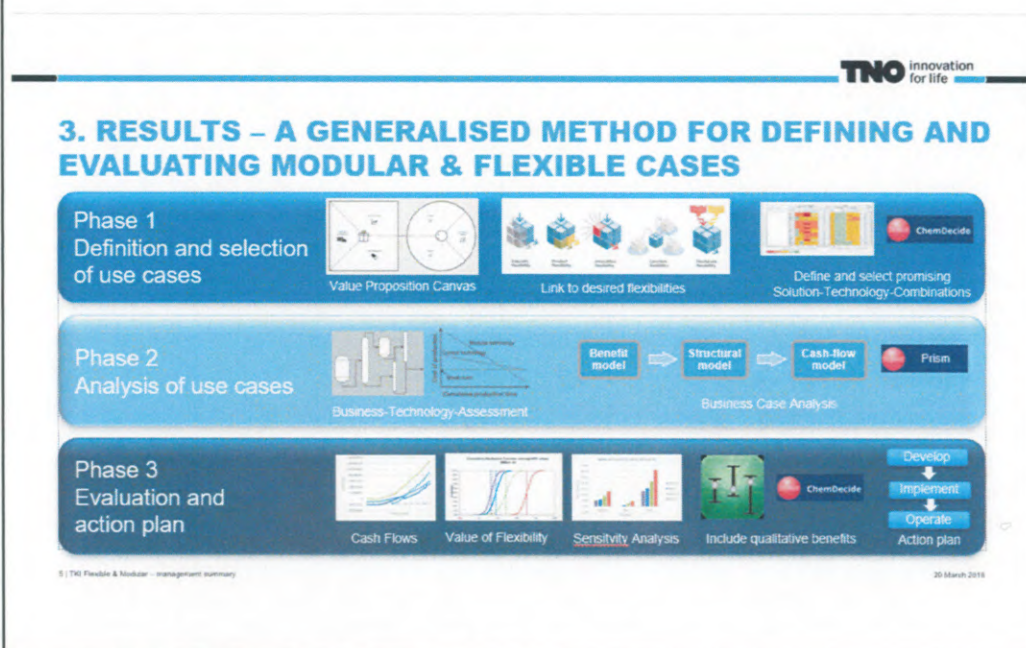 TNO innovation
for life
3. RESULTS – A GENERALISED METHOD FOR DEFINING AND
EVALUATING MODULAR & FLEXIBLE CASES
Phase 1
Definition and selection
of use cases
Value Proposition Canvas
Link to desired flexibilities
ChemDecide
Define and select promising
Solution-Technology-Combinations
Phase 2
Analysis of use cases
Business-Technology-Assessment
Benefit
model
Structural
model
Cash-flow
model
Prism
Business Case Analysis
Phase 3
Evaluation and
action plan
Cash Flows
Value of Flexibility
Sensitvity Analysis
ChemDecide
Include qualitative benefits
Develop
Implement
Operate
Action plan
5 | TKI Flexible & Modular – management summary